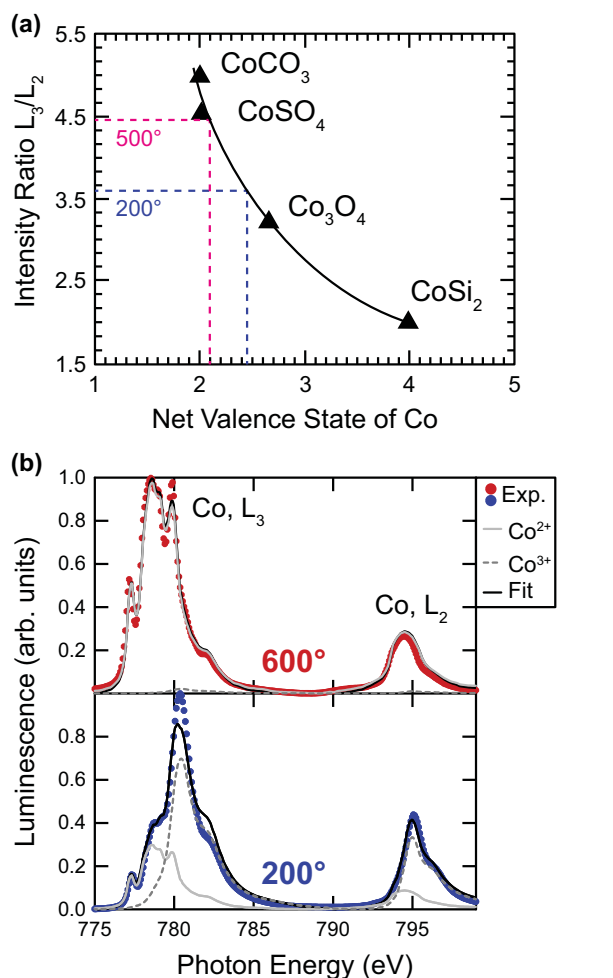 (a)
5.5
4.5
3.5
2.5
1.5
Intensity Ratio L₃/L₂
CoCO₃
CoSO₄
500°
200°
Co₃O₄
CoSi₂
1 2 3 4 5
Net Valence State of Co
(b)
1.0
0.8
0.6
0.4
0.2
Co, L₃
Co, L₂
600°
Exp.
Co²⁺
Co³⁺
Fit
Luminescence (arb. units)
0.8
0.6
0.4
0.2
0.0
200°
775 780 785 790 795
Photon Energy (eV)